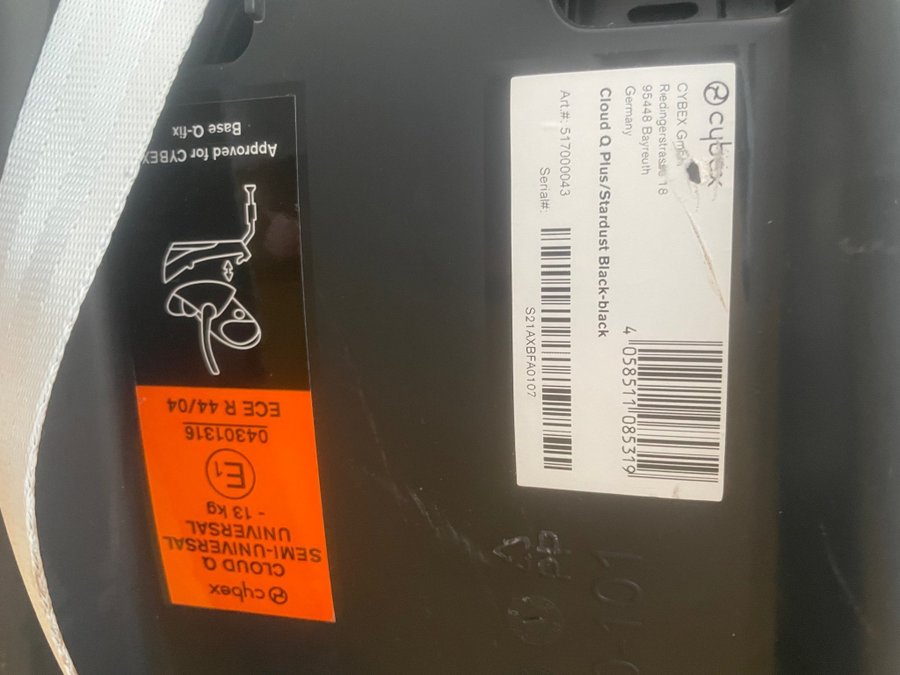 cybex
CYBEX GmbH
Riedingerstrasse 18
95448 Bayreuth
Germany
Cloud Q Plus/Stardust Black-black
Art.#: 517000043
Serial#:
S21AXBFA0107
4 058511 085319
cybex
CLOUD Q
SEMI-UNIVERSAL
UNIVERSAL
- 13 kg
E1
04301316
ECE R 44/04
Approved for CYBEX
Base Q-fix
PP